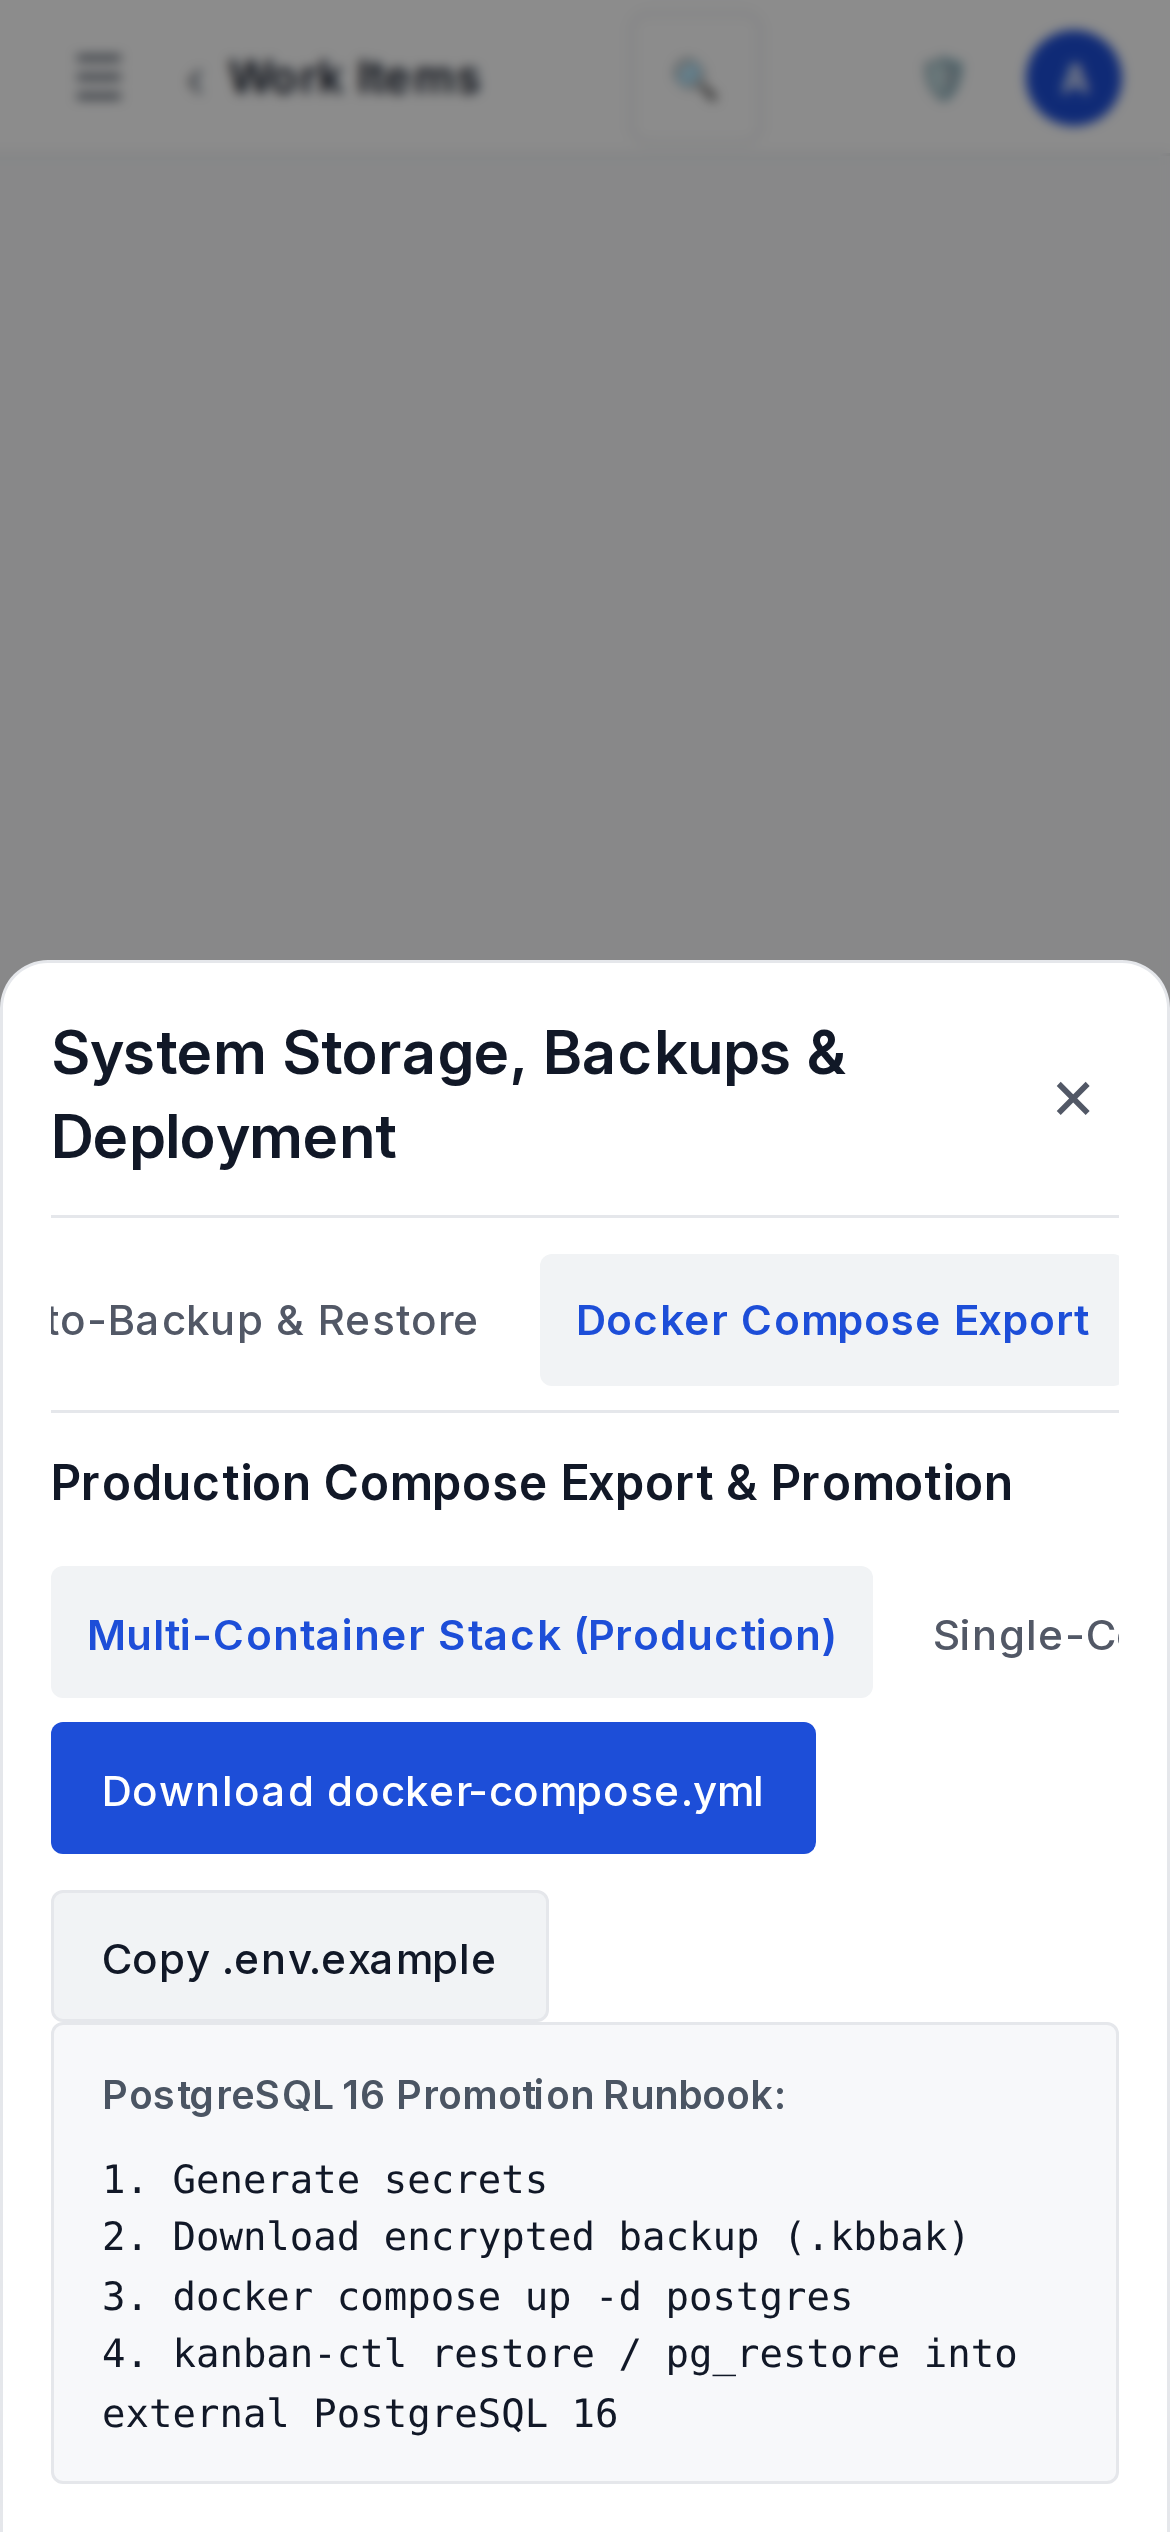 ‹ Work Items
A
System Storage, Backups &
Deployment
to-Backup & Restore
Docker Compose Export
Production Compose Export & Promotion
Multi-Container Stack (Production)
Single-C
Download docker-compose.yml
Copy .env.example
PostgreSQL 16 Promotion Runbook:
1. Generate secrets
2. Download encrypted backup (.kbbak)
3. docker compose up -d postgres
4. kanban-ctl restore / pg_restore into
external PostgreSQL 16